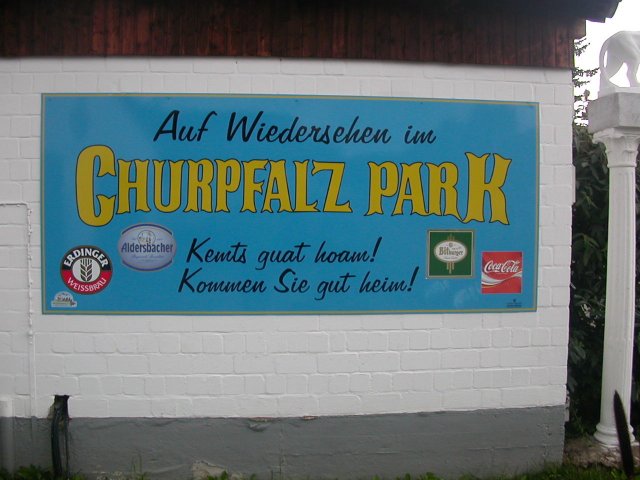 Auf Wiedersehen im
CHURPFALZ PARK
Kemts guat hoam!
Kommen Sie gut heim!
ERDINGER
WEISSBRÄU
Aldersbacher
Bitburger
Coca-Cola